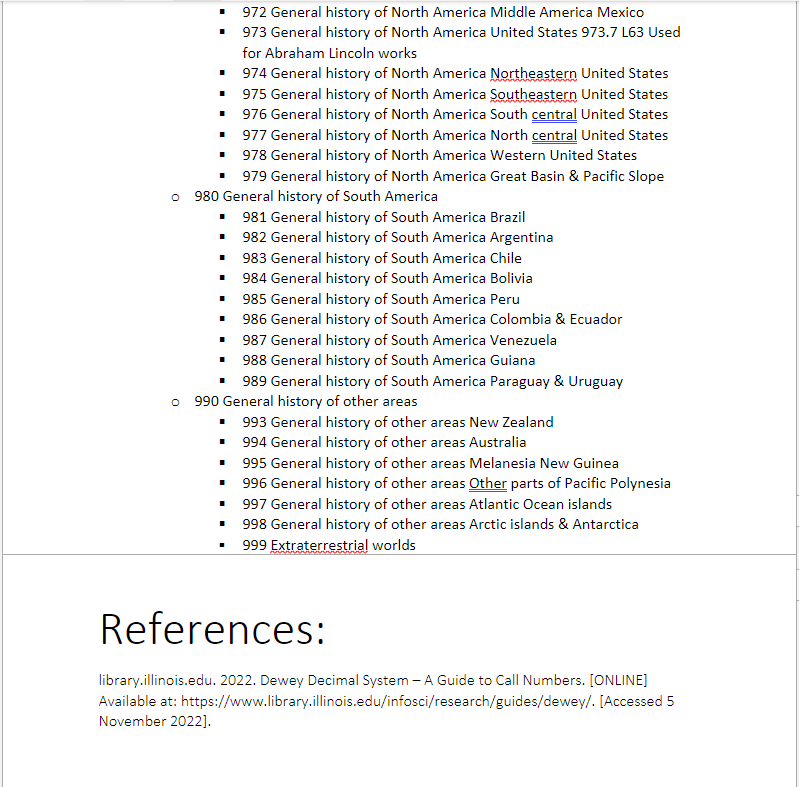 ▪ 972 General history of North America Middle America Mexico
▪ 973 General history of North America United States 973.7 L63 Used
for Abraham Lincoln works
▪ 974 General history of North America Northeastern United States
▪ 975 General history of North America Southeastern United States
▪ 976 General history of North America South central United States
▪ 977 General history of North America North central United States
▪ 978 General history of North America Western United States
▪ 979 General history of North America Great Basin & Pacific Slope
o 980 General history of South America
▪ 981 General history of South America Brazil
▪ 982 General history of South America Argentina
▪ 983 General history of South America Chile
▪ 984 General history of South America Bolivia
▪ 985 General history of South America Peru
▪ 986 General history of South America Colombia & Ecuador
▪ 987 General history of South America Venezuela
▪ 988 General history of South America Guiana
▪ 989 General history of South America Paraguay & Uruguay
o 990 General history of other areas
▪ 993 General history of other areas New Zealand
▪ 994 General history of other areas Australia
▪ 995 General history of other areas Melanesia New Guinea
▪ 996 General history of other areas Other parts of Pacific Polynesia
▪ 997 General history of other areas Atlantic Ocean islands
▪ 998 General history of other areas Arctic islands & Antarctica
▪ 999 Extraterrestrial worlds
References:
library.illinois.edu. 2022. Dewey Decimal System – A Guide to Call Numbers. [ONLINE]
Available at: https://www.library.illinois.edu/infosci/research/guides/dewey/. [Accessed 5
November 2022].